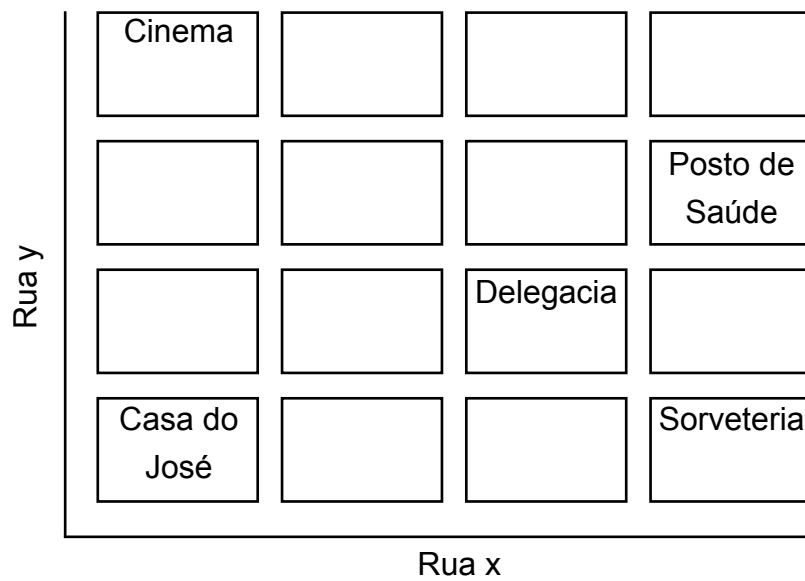 Cinema
Posto de
Saúde
Rua y
Delegacia
Casa do
José
Sorveteria
Rua x